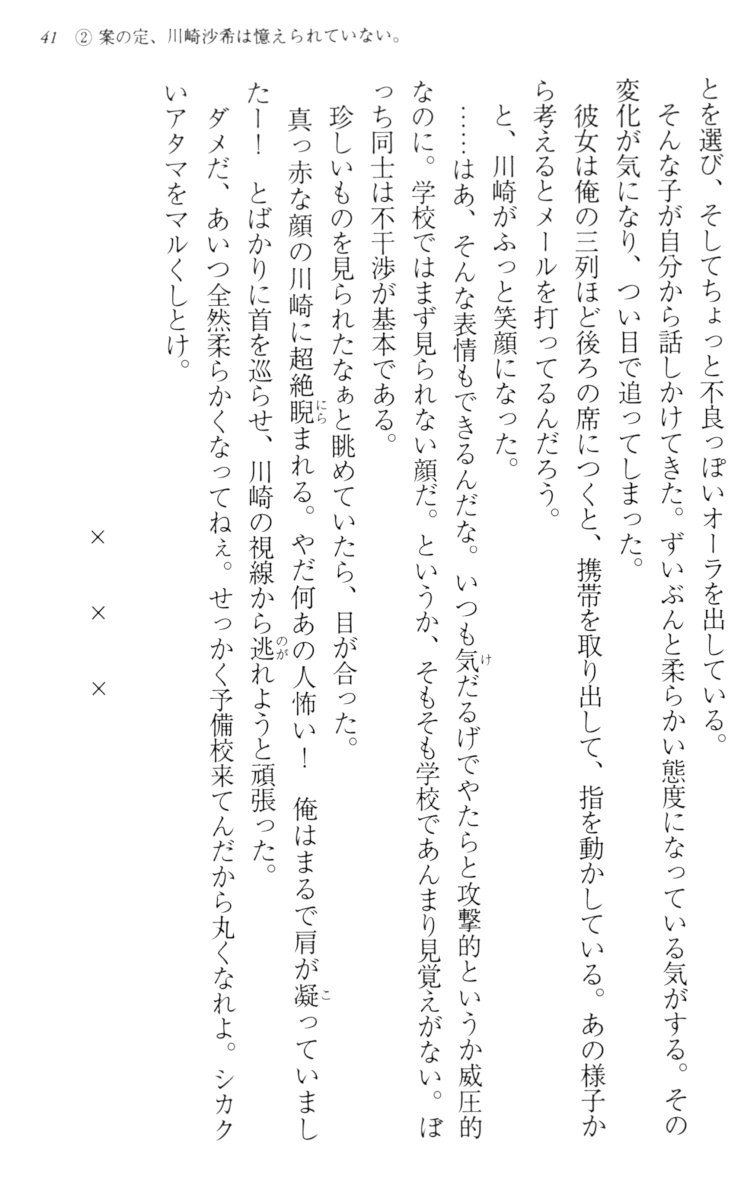 41 ② 案の定、川崎沙希は憶えられていない。
とを選び、そしてちょっと不良っぽいオーラを出している。
　そんな子が自分から話しかけてきた。ずいぶんと柔らかい態度になっている気がする。その
変化が気になり、つい目で追ってしまった。
　彼女は俺の三列ほど後ろの席につくと、携帯を取り出して、指を動かしている。あの様子か
ら考えるとメールを打ってるんだろう。
　と、川崎がふっと笑顔になった。
　……はあ、そんな表情もできるんだな。いつも気だるげでやたらと攻撃的というか威圧的
なのに。学校ではまず見られない顔だ。というか、そもそも学校であんまり見覚えがない。ぼ
っち同士は不干渉が基本である。
　珍しいものを見られたなぁと眺めていたら、目が合った。
　真っ赤な顔の川崎に超絶睨まれる。やだ何あの人怖い！　俺はまるで肩が凝っていまし
たー！　とばかりに首を巡らせ、川崎の視線から逃れようと頑張った。
　ダメだ、あいつ全然柔らかくなってねぇ。せっかく予備校来てんだから丸くなれよ。シカク
いアタマをマルくしとけ。
×　×　×